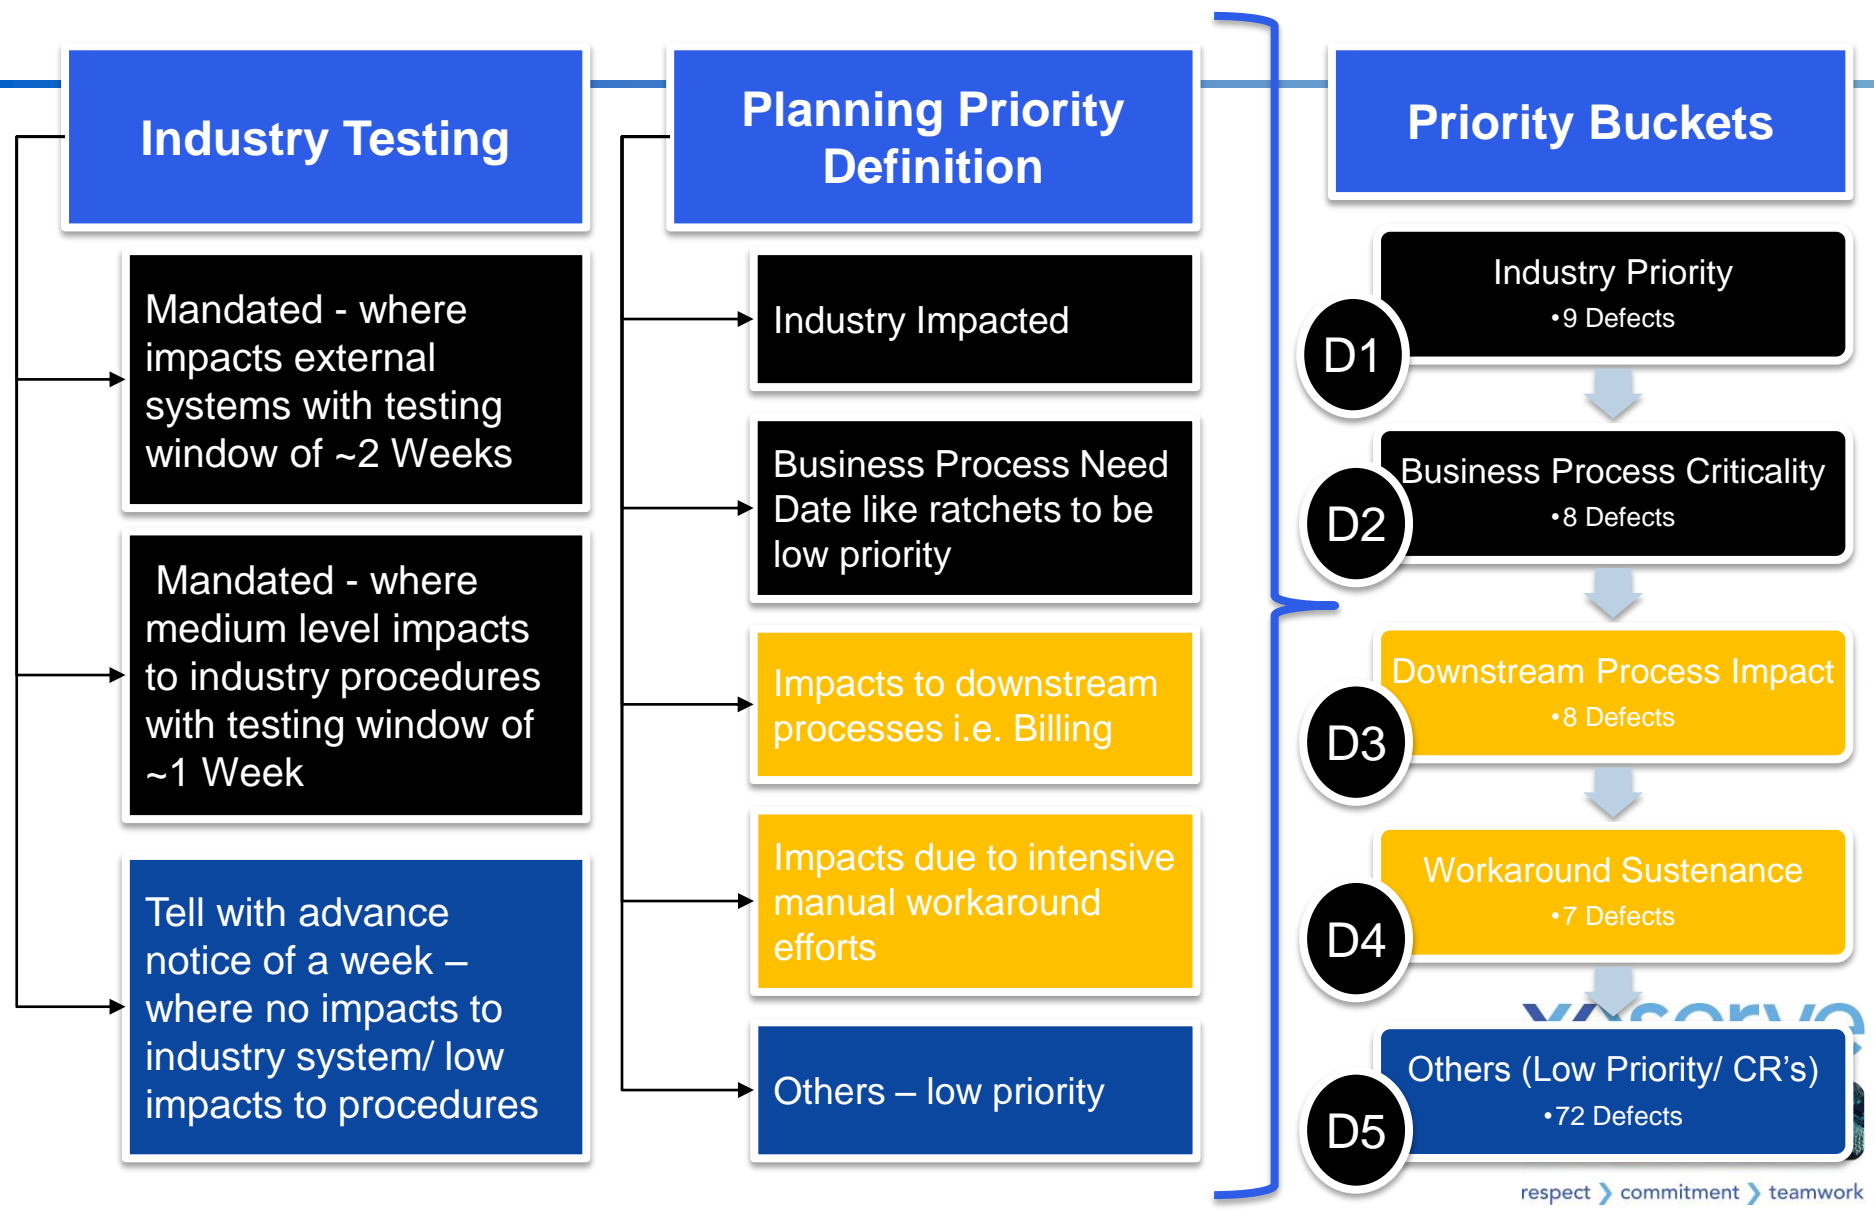 Industry Testing
Mandated - where
impacts external
systems with testing
window of ~2 Weeks
Mandated - where
medium level impacts
to industry procedures
with testing window of
~1 Week
Tell with advance
notice of a week –
where no impacts to
industry system/ low
impacts to procedures
Planning Priority
Definition
Industry Impacted
Business Process Need
Date like ratchets to be
low priority
Impacts to downstream
processes i.e. Billing
Impacts due to intensive
manual workaround
efforts
Others – low priority
Priority Buckets
D1
Industry Priority
•9 Defects
D2
Business Process Criticality
•8 Defects
D3
Downstream Process Impact
•8 Defects
D4
Workaround Sustenance
•7 Defects
D5
Others (Low Priority/ CR's)
•72 Defects
respect ❭ commitment ❭ teamwork